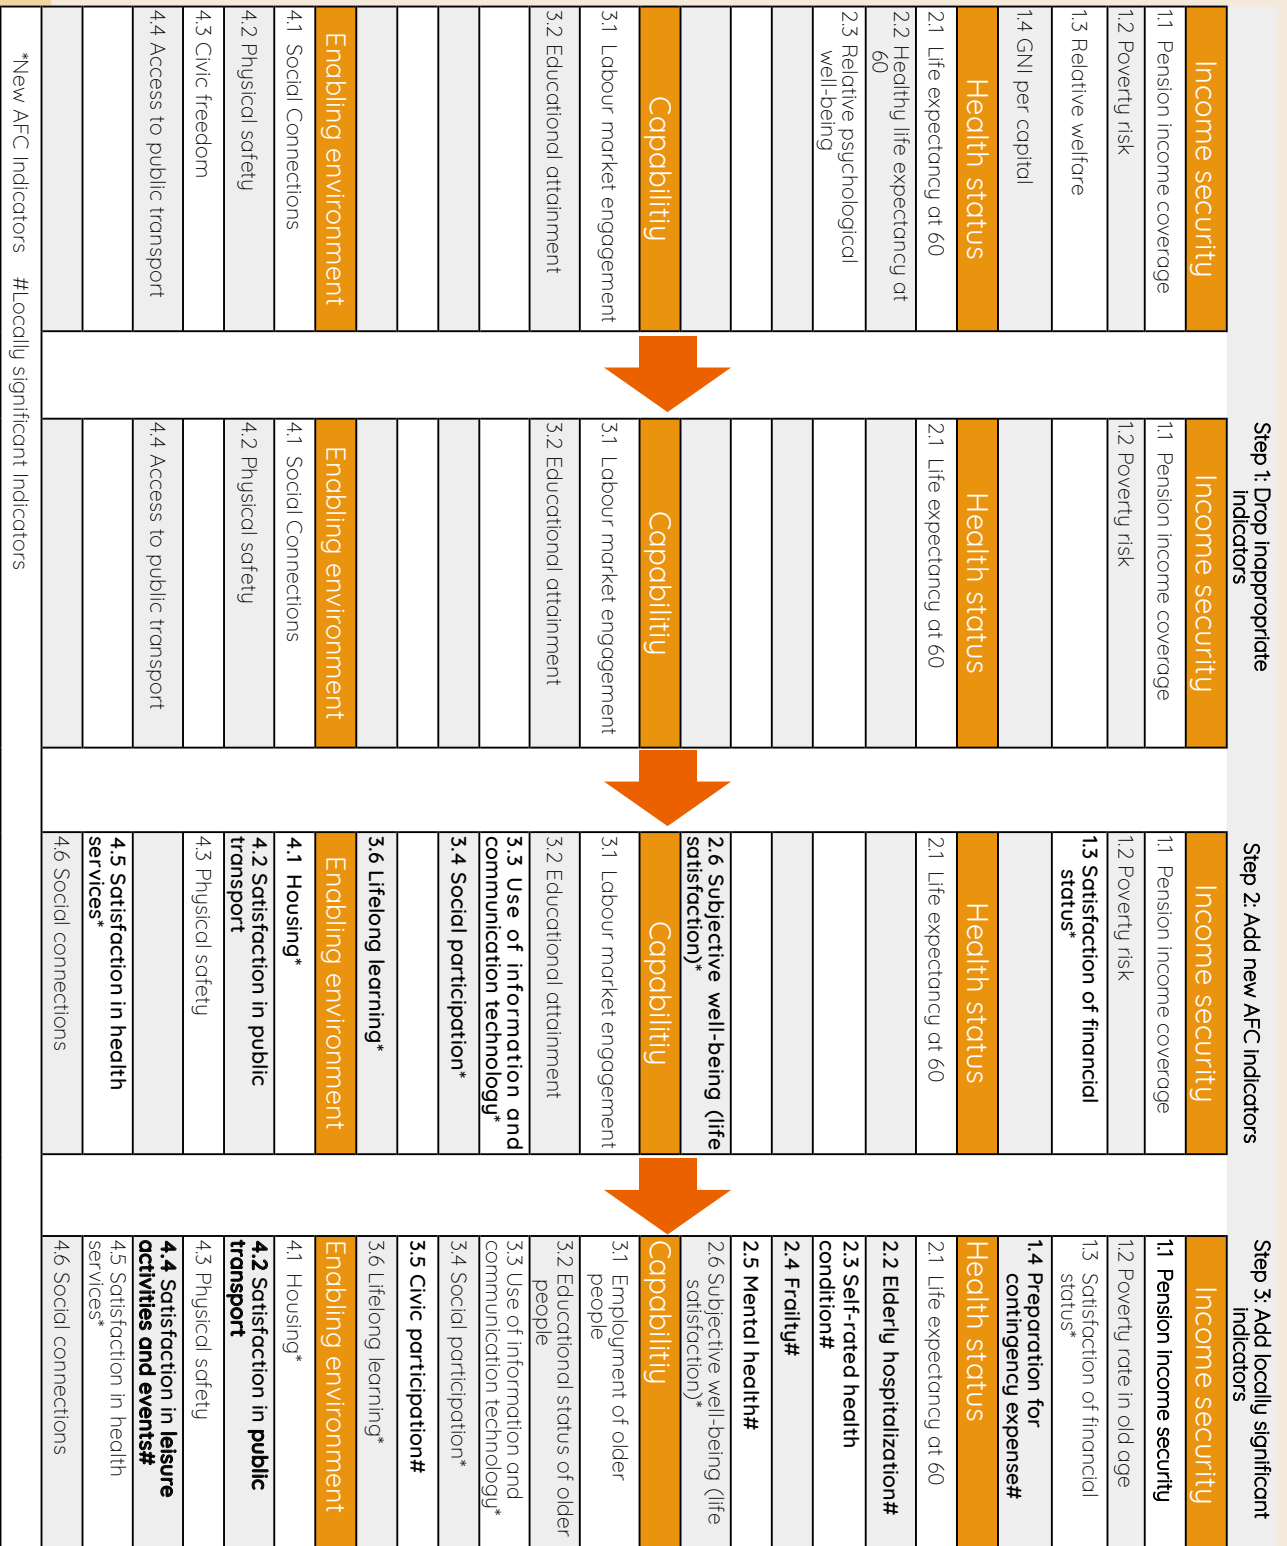 Step 1: Drop inappropriate
indicators
Step 2: Add new AFC indicators
Step 3: Add locally significant
indicators
Income security
1.1 Pension income coverage
1.2 Poverty risk
1.3 Relative welfare
1.4 GNI per capital
Health status
2.1 Life expectancy at 60
2.2 Healthy life expectancy at
60
2.3 Relative psychological
well-being
Capabilitiy
3.1 Labour market engagement
3.2 Educational attainment
Enabling environment
4.1 Social Connections
4.2 Physical safety
4.3 Civic freedom
4.4 Access to public transport
Income security
1.1 Pension income coverage
1.2 Poverty risk
Health status
2.1 Life expectancy at 60
Capabilitiy
3.1 Labour market engagement
3.2 Educational attainment
Enabling environment
4.1 Social Connections
4.2 Physical safety
4.4 Access to public transport
Income security
1.1 Pension income coverage
1.2 Poverty risk
1.3 Satisfaction of financial
status*
Health status
2.1 Life expectancy at 60
2.6 Subjective well-being (life
satisfaction)*
Capabilitiy
3.1 Labour market engagement
3.2 Educational attainment
3.3 Use of information and
communication technology*
3.4 Social participation*
3.6 Lifelong learning*
Enabling environment
4.1 Housing*
4.2 Satisfaction in public
transport
4.3 Physical safety
4.5 Satisfaction in health
services*
4.6 Social connections
Income security
1.1 Pension income security
1.2 Poverty rate in old age
1.3 Satisfaction of financial
status*
1.4 Preparation for
contingency expense#
Health status
2.1 Life expectancy at 60
2.2 Elderly hospitalization#
2.3 Self-rated health
condition#
2.4 Frailty#
2.5 Mental health#
2.6 Subjective well-being (life
satisfaction)*
Capabilitiy
3.1 Employment of older
people
3.2 Educational status of older
people
3.3 Use of information and
communication technology*
3.4 Social participation*
3.5 Civic participation#
3.6 Lifelong learning*
Enabling environment
4.1 Housing*
4.2 Satisfaction in public
transport
4.3 Physical safety
4.4 Satisfaction in leisure
activities and events#
4.5 Satisfaction in health
services*
4.6 Social connections
*New AFC Indicators #Locally significant Indicators